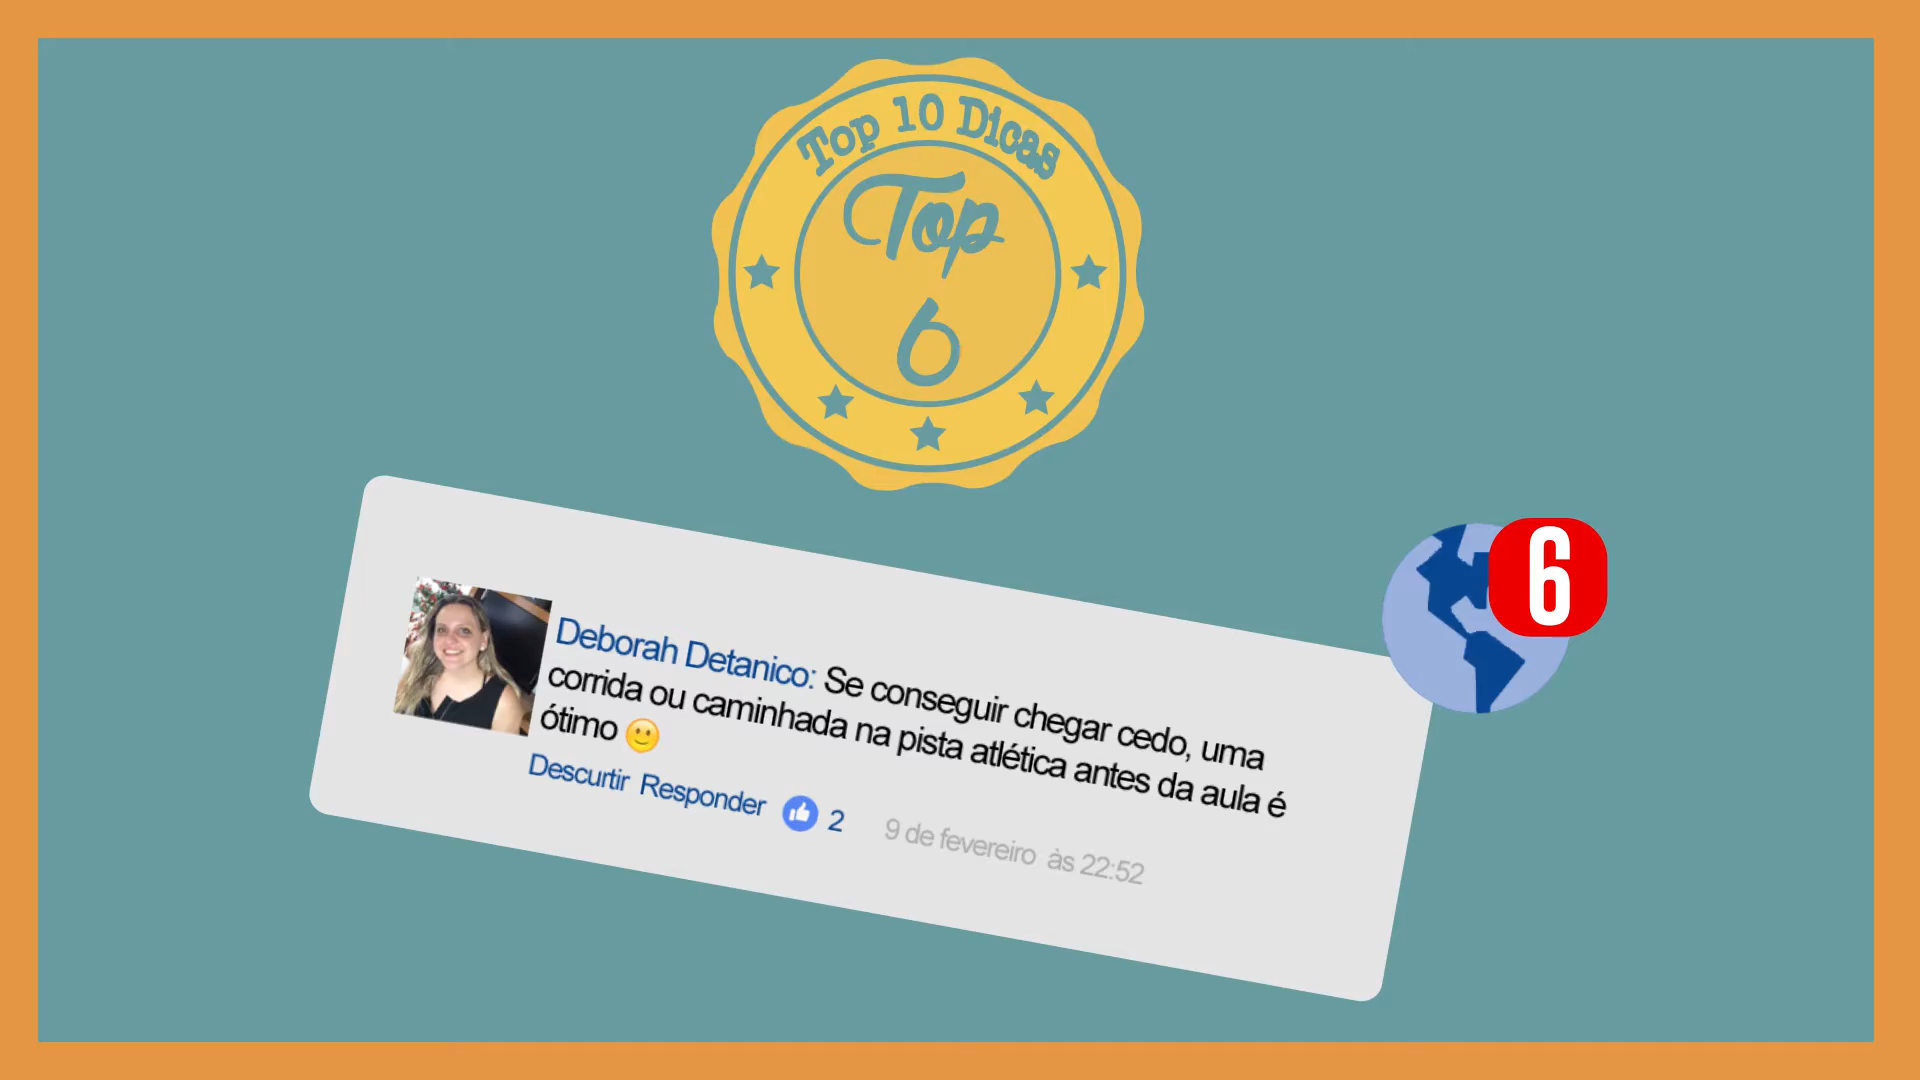 Top 10 Dicas
Top
6
6
Deborah Detanico: Se conseguir chegar cedo, uma
corrida ou caminhada na pista atlética antes da aula é
ótimo 🙂
Descurtir Responder 2 9 de fevereiro às 22:52